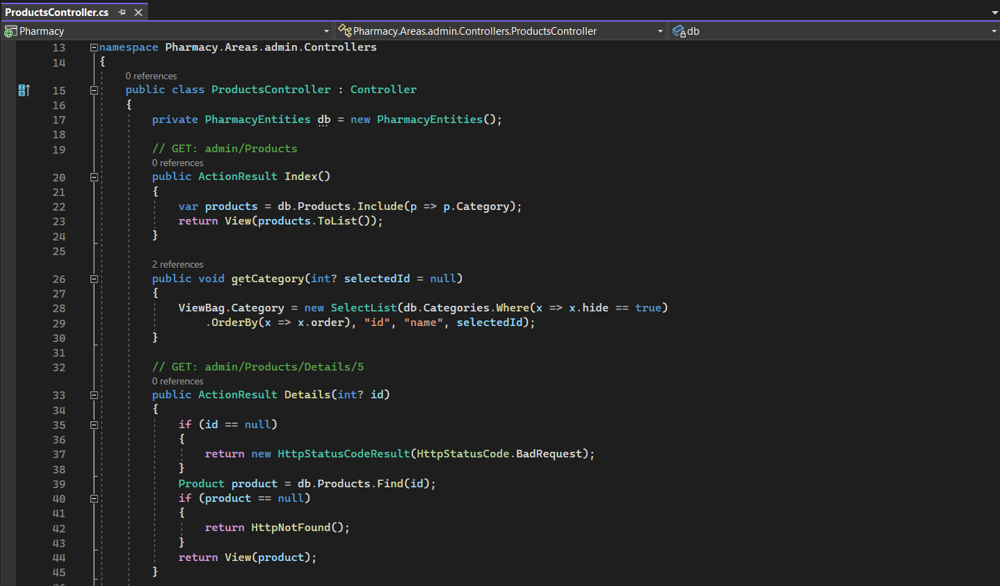 ProductsController.cs
Pharmacy Pharmacy.Areas.admin.Controllers.ProductsController db
13 namespace Pharmacy.Areas.admin.Controllers
14 {
0 references
15 public class ProductsController : Controller
16 {
17 private PharmacyEntities db = new PharmacyEntities();
18
19 // GET: admin/Products
0 references
20 public ActionResult Index()
21 {
22 var products = db.Products.Include(p => p.Category);
23 return View(products.ToList());
24 }
25
2 references
26 public void getCategory(int? selectedId = null)
27 {
28 ViewBag.Category = new SelectList(db.Categories.Where(x => x.hide == true)
29 .OrderBy(x => x.order), "id", "name", selectedId);
30 }
31
32 // GET: admin/Products/Details/5
0 references
33 public ActionResult Details(int? id)
34 {
35 if (id == null)
36 {
37 return new HttpStatusCodeResult(HttpStatusCode.BadRequest);
38 }
39 Product product = db.Products.Find(id);
40 if (product == null)
41 {
42 return HttpNotFound();
43 }
44 return View(product);
45 }